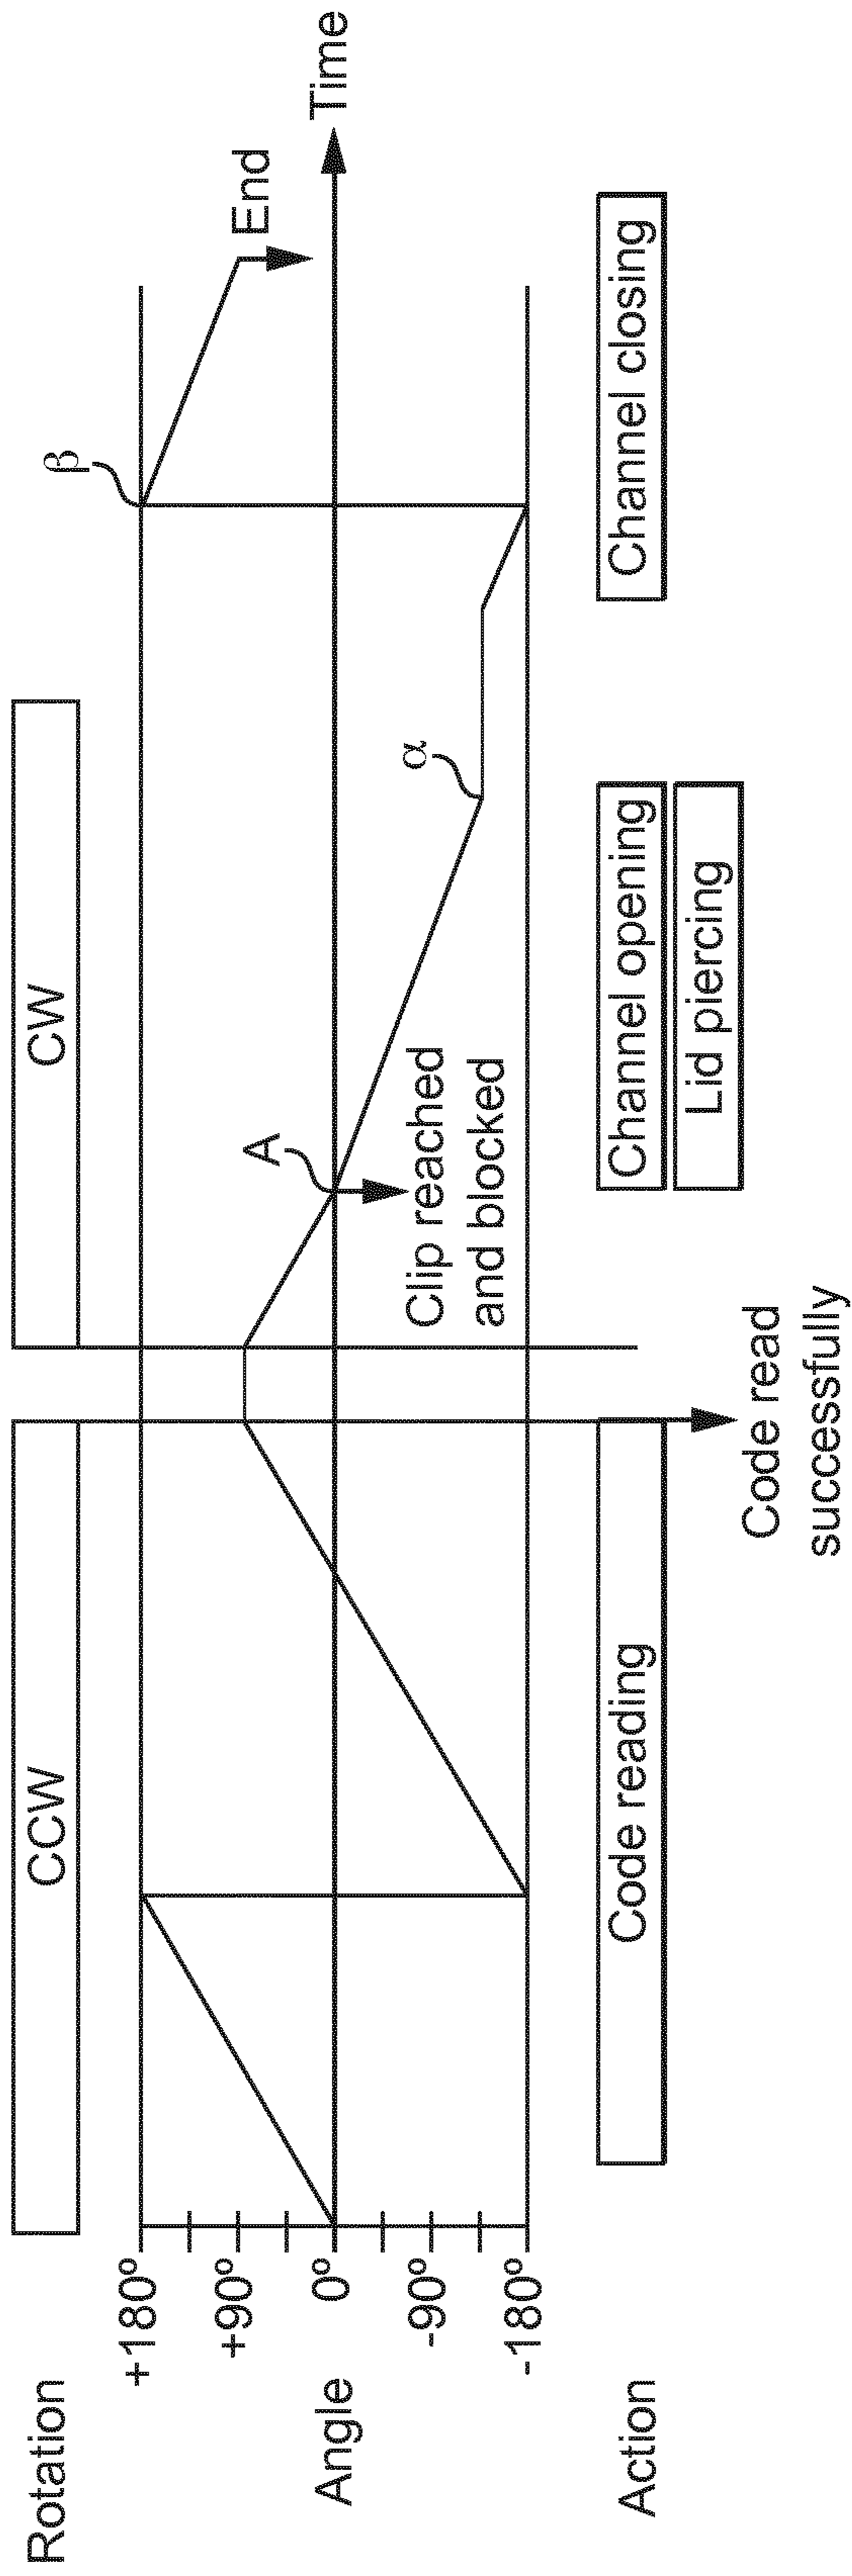 Rotation
CCW
CW
+180°
+90°
0°
-90°
-180°
Angle
A
Clip reached
and blocked
α
β
End
Time
Action
Code reading
Channel opening
Lid piercing
Channel closing
Code read
successfully